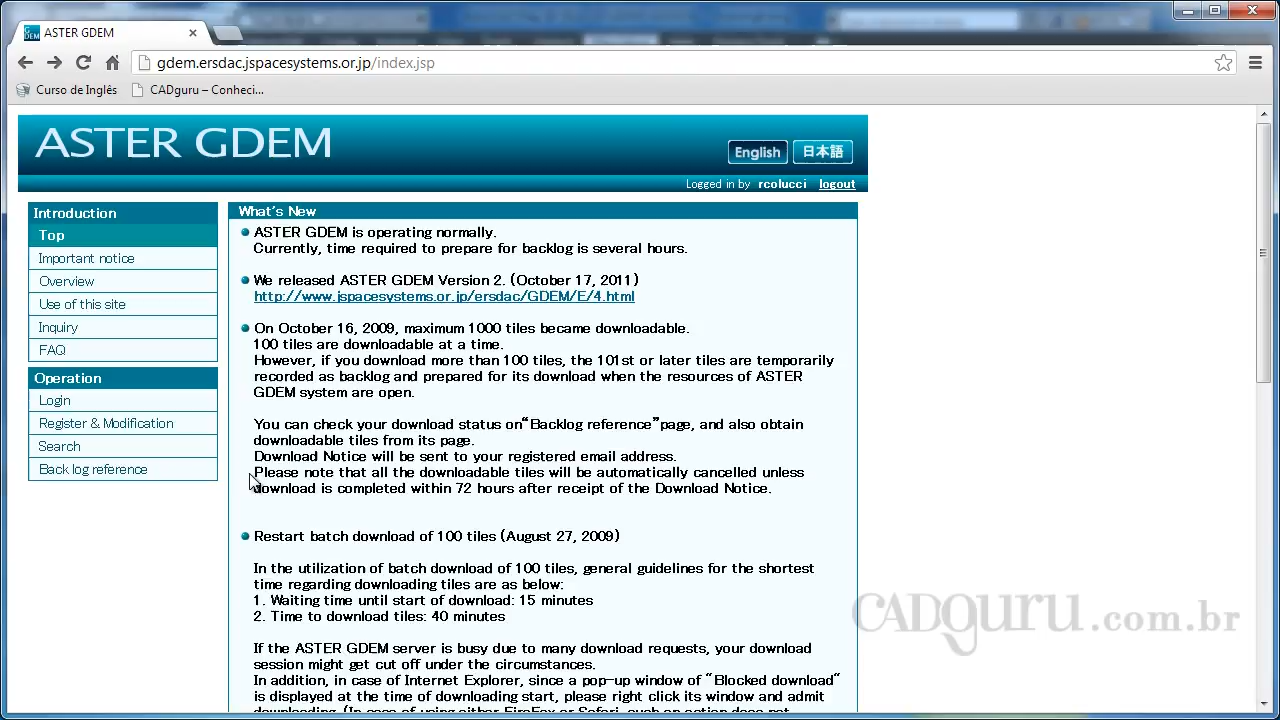 ASTER GDEM
gdem.ersdac.jspacesystems.or.jp/index.jsp
Curso de Inglês
CADguru – Conheci...
ASTER GDEM
English
日本語
Logged in by rcolucci logout
Introduction
Top
Important notice
Overview
Use of this site
Inquiry
FAQ
Operation
Login
Register & Modification
Search
Back log reference
What's New
ASTER GDEM is operating normally.
Currently, time required to prepare for backlog is several hours.
We released ASTER GDEM Version 2. (October 17, 2011)
http://www.jspacesystems.or.jp/ersdac/GDEM/E/4.html
On October 16, 2009, maximum 1000 tiles became downloadable.
100 tiles are downloadable at a time.
However, if you download more than 100 tiles, the 101st or later tiles are temporarily
recorded as backlog and prepared for its download when the resources of ASTER
GDEM system are open.
You can check your download status on“Backlog reference”page, and also obtain
downloadable tiles from its page.
Download Notice will be sent to your registered email address.
Please note that all the downloadable tiles will be automatically cancelled unless
download is completed within 72 hours after receipt of the Download Notice.
Restart batch download of 100 tiles (August 27, 2009)
In the utilization of batch download of 100 tiles, general guidelines for the shortest
time regarding downloading tiles are as below:
1. Waiting time until start of download: 15 minutes
2. Time to download tiles: 40 minutes
If the ASTER GDEM server is busy due to many download requests, your download
session might get cut off under the circumstances.
In addition, in case of Internet Explorer, since a pop-up window of "Blocked download"
is displayed at the time of downloading start, please right click its window and admit
downloading. (In case of using either FireFox or Safari, such an action does not
CADguru.com.br